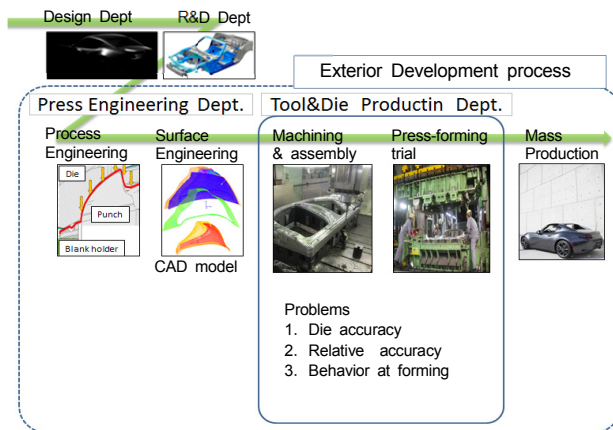 Design Dept
R&D Dept
Exterior Development process
Press Engineering Dept.
Tool&Die Productin Dept.
Process
Engineering
Surface
Engineering
Machining
& assembly
Press-forming
trial
Mass
Production
Die
Punch
Blank holder
CAD model
Problems
1. Die accuracy
2. Relative accuracy
3. Behavior at forming